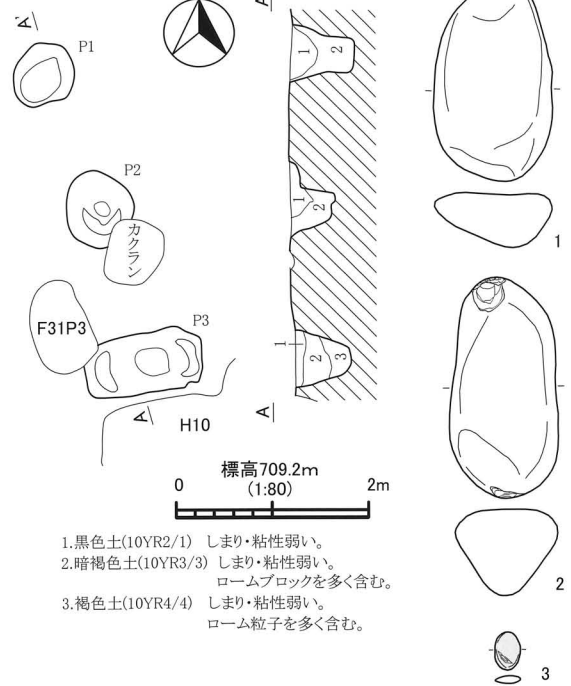 A'
P1
P2
カクラン
F31P3
P3
A
H10
A'
1
2
1
2
1
2
3
A
標高709.2m
(1:80)
0
2m
1.黒色土(10YR2/1) しまり・粘性弱い。
2.暗褐色土(10YR3/3) しまり・粘性弱い。
ロームブロックを多く含む。
3.褐色土(10YR4/4) しまり・粘性弱い。
ローム粒子を多く含む。
1
2
3